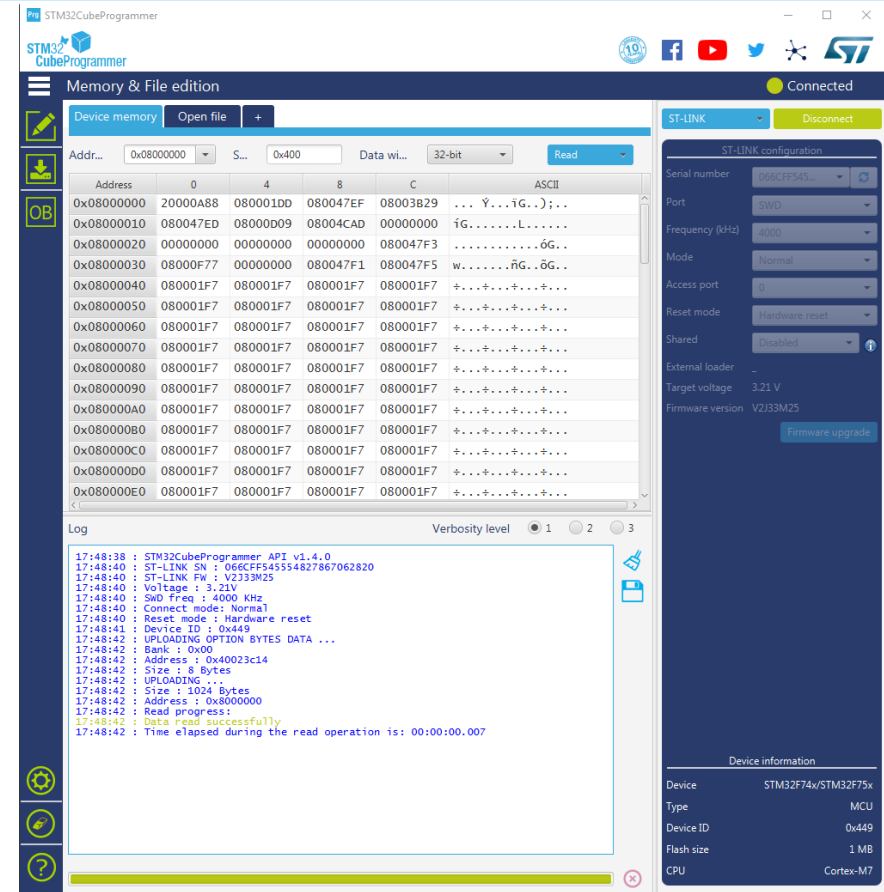 Prg STM32CubeProgrammer
STM32
CubeProgrammer
10
Memory & File edition
Connected
Device memory Open file +
ST-LINK Disconnect
Addr... 0x08000000 S... 0x400 Data wi... 32-bit Read
Address 0 4 8 C ASCII
0x08000000 20000A88 080001DD 080047EF 08003B29 ... Ý...ïG..);..
0x08000010 080047ED 08000D09 08004CAD 00000000 íG.......L......
0x08000020 00000000 00000000 00000000 080047F3 ............óG..
0x08000030 08000F77 00000000 080047F1 080047F5 w.......ñG..õG..
0x08000040 080001F7 080001F7 080001F7 080001F7 ÷...÷...÷...÷...
0x08000050 080001F7 080001F7 080001F7 080001F7 ÷...÷...÷...÷...
0x08000060 080001F7 080001F7 080001F7 080001F7 ÷...÷...÷...÷...
0x08000070 080001F7 080001F7 080001F7 080001F7 ÷...÷...÷...÷...
0x08000080 080001F7 080001F7 080001F7 080001F7 ÷...÷...÷...÷...
0x08000090 080001F7 080001F7 080001F7 080001F7 ÷...÷...÷...÷...
0x080000A0 080001F7 080001F7 080001F7 080001F7 ÷...÷...÷...÷...
0x080000B0 080001F7 080001F7 080001F7 080001F7 ÷...÷...÷...÷...
0x080000C0 080001F7 080001F7 080001F7 080001F7 ÷...÷...÷...÷...
0x080000D0 080001F7 080001F7 080001F7 080001F7 ÷...÷...÷...÷...
0x080000E0 080001F7 080001F7 080001F7 080001F7 ÷...÷...÷...÷...
OB
ST-LINK configuration
Serial number 066CFF545...
Port SWD
Frequency (kHz) 4000
Mode Normal
Access port 0
Reset mode Hardware reset
Shared Disabled
External loader _
Target voltage 3.21 V
Firmware version V2J33M25
Firmware upgrade
Log Verbosity level 1 2 3
17:48:38 : STM32CubeProgrammer API v1.4.0
17:48:40 : ST-LINK SN : 066CFF545554827867062820
17:48:40 : ST-LINK FW : V2J33M25
17:48:40 : Voltage : 3.21V
17:48:40 : SWD freq : 4000 KHz
17:48:40 : Connect mode: Normal
17:48:40 : Reset mode : Hardware reset
17:48:41 : Device ID : 0x449
17:48:42 : UPLOADING OPTION BYTES DATA ...
17:48:42 : Bank : 0x00
17:48:42 : Address : 0x40023c14
17:48:42 : Size : 8 Bytes
17:48:42 : UPLOADING ...
17:48:42 : Size : 1024 Bytes
17:48:42 : Address : 0x8000000
17:48:42 : Read progress:
17:48:42 : Data read successfully
17:48:42 : Time elapsed during the read operation is: 00:00:00.007
Device information
Device STM32F74x/STM32F75x
Type MCU
Device ID 0x449
Flash size 1 MB
CPU Cortex-M7